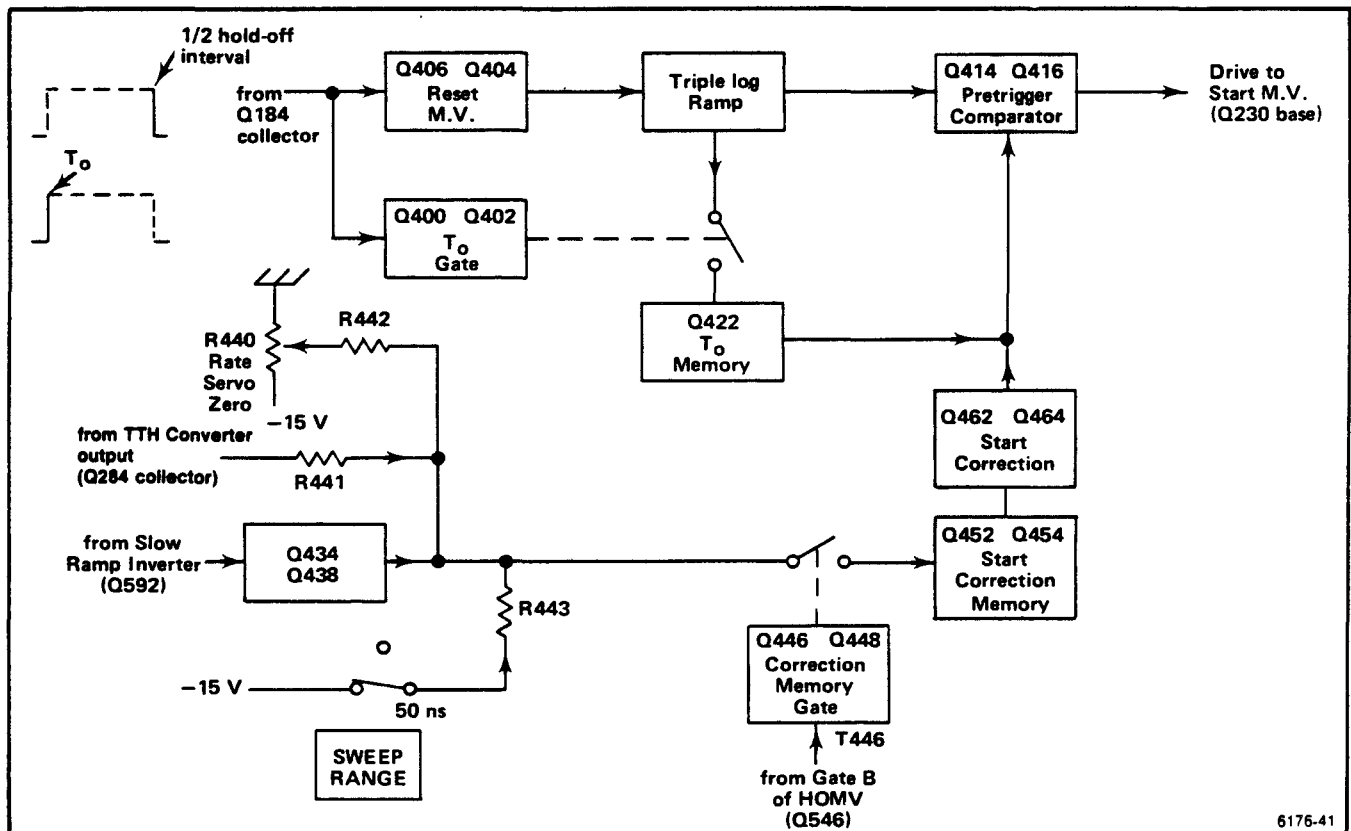 1/2 hold-off
interval
from
Q184
collector
Q406 Q404
Reset
M.V.
Triple log
Ramp
Q414 Q416
Pretrigger
Comparator
Drive to
Start M.V.
(Q230 base)
To
Q400 Q402
To
Gate
R440
Rate
Servo
Zero
−15 V
R442
Q422
To
Memory
from TTH Converter
output
(Q284 collector)
R441
Q462 Q464
Start
Correction
from Slow
Ramp Inverter
(Q592)
Q434
Q438
R443
Q452 Q454
Start
Correction
Memory
−15 V
50 ns
SWEEP
RANGE
Q446 Q448
Correction
Memory
Gate
T446
from Gate B
of HOMV
(Q546)
6176-41